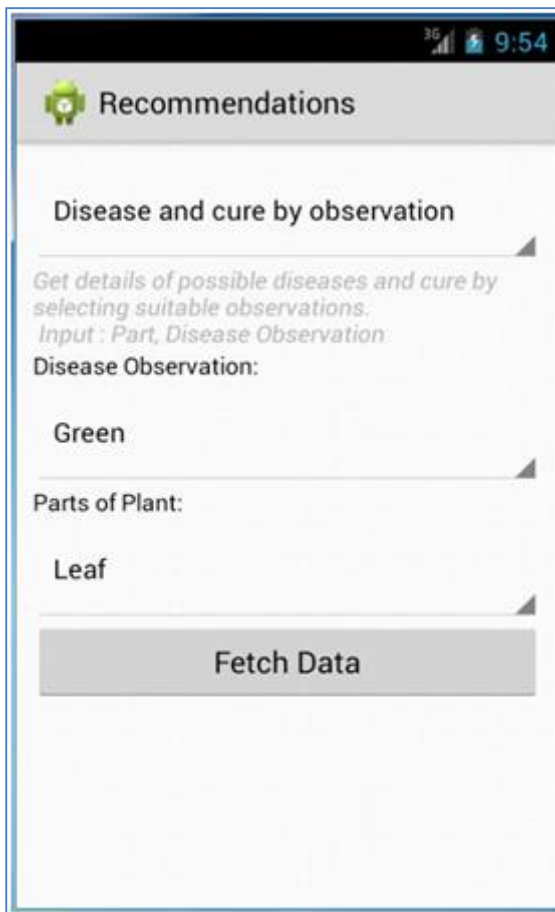 3G 9:54
Recommendations
Disease and cure by observation
Get details of possible diseases and cure by
selecting suitable observations.
Input : Part, Disease Observation
Disease Observation:
Green
Parts of Plant:
Leaf
Fetch Data